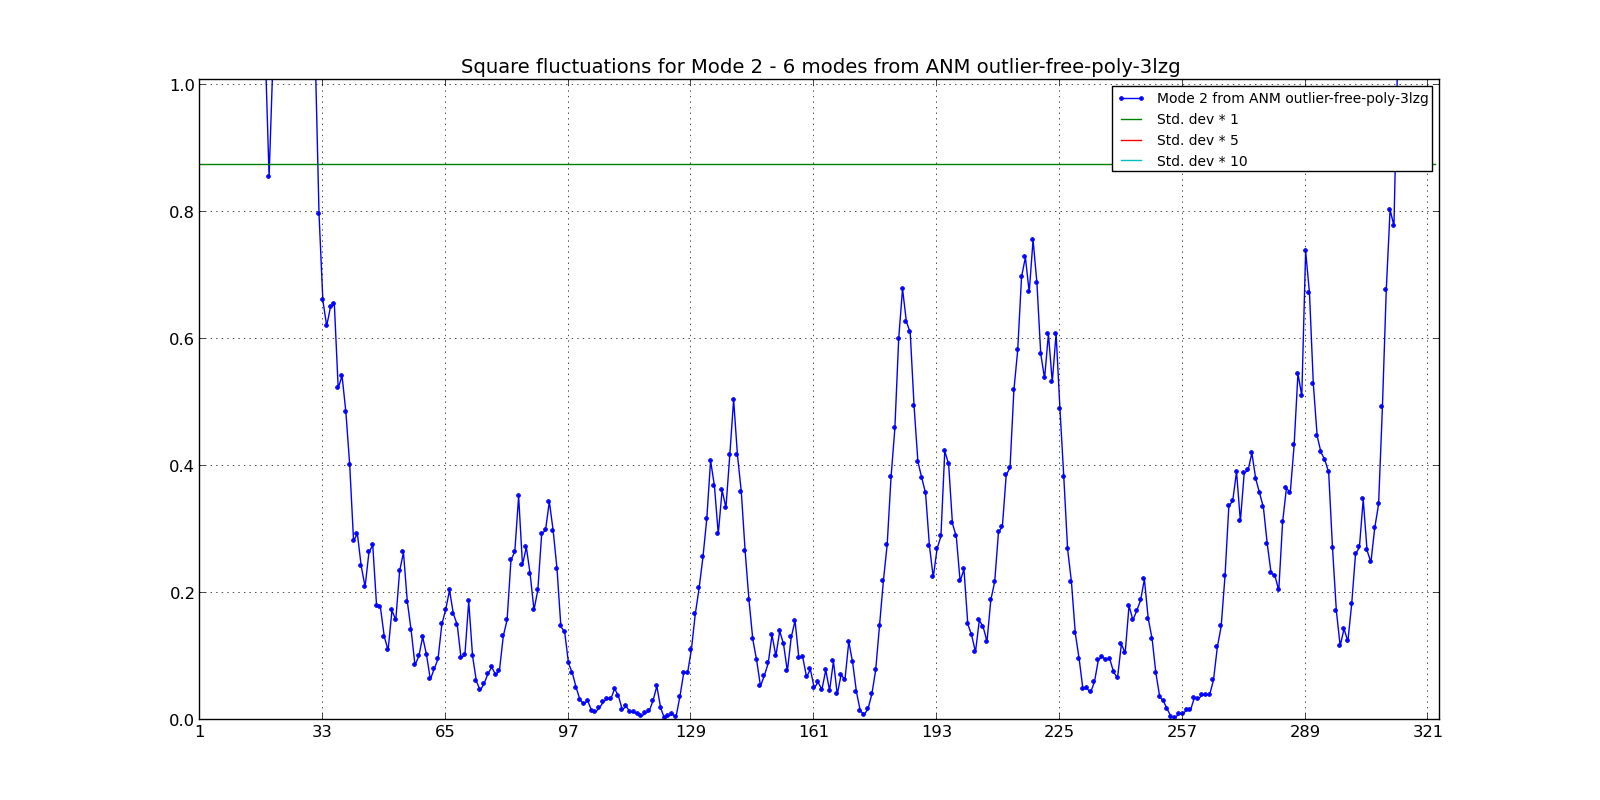 Square fluctuations for Mode 2 - 6 modes from ANM outlier-free-poly-3lzg
Mode 2 from ANM outlier-free-poly-3lzg
Std. dev * 1
Std. dev * 5
Std. dev * 10
1.0
0.8
0.6
0.4
0.2
0.0
1 33 65 97 129 161 193 225 257 289 321